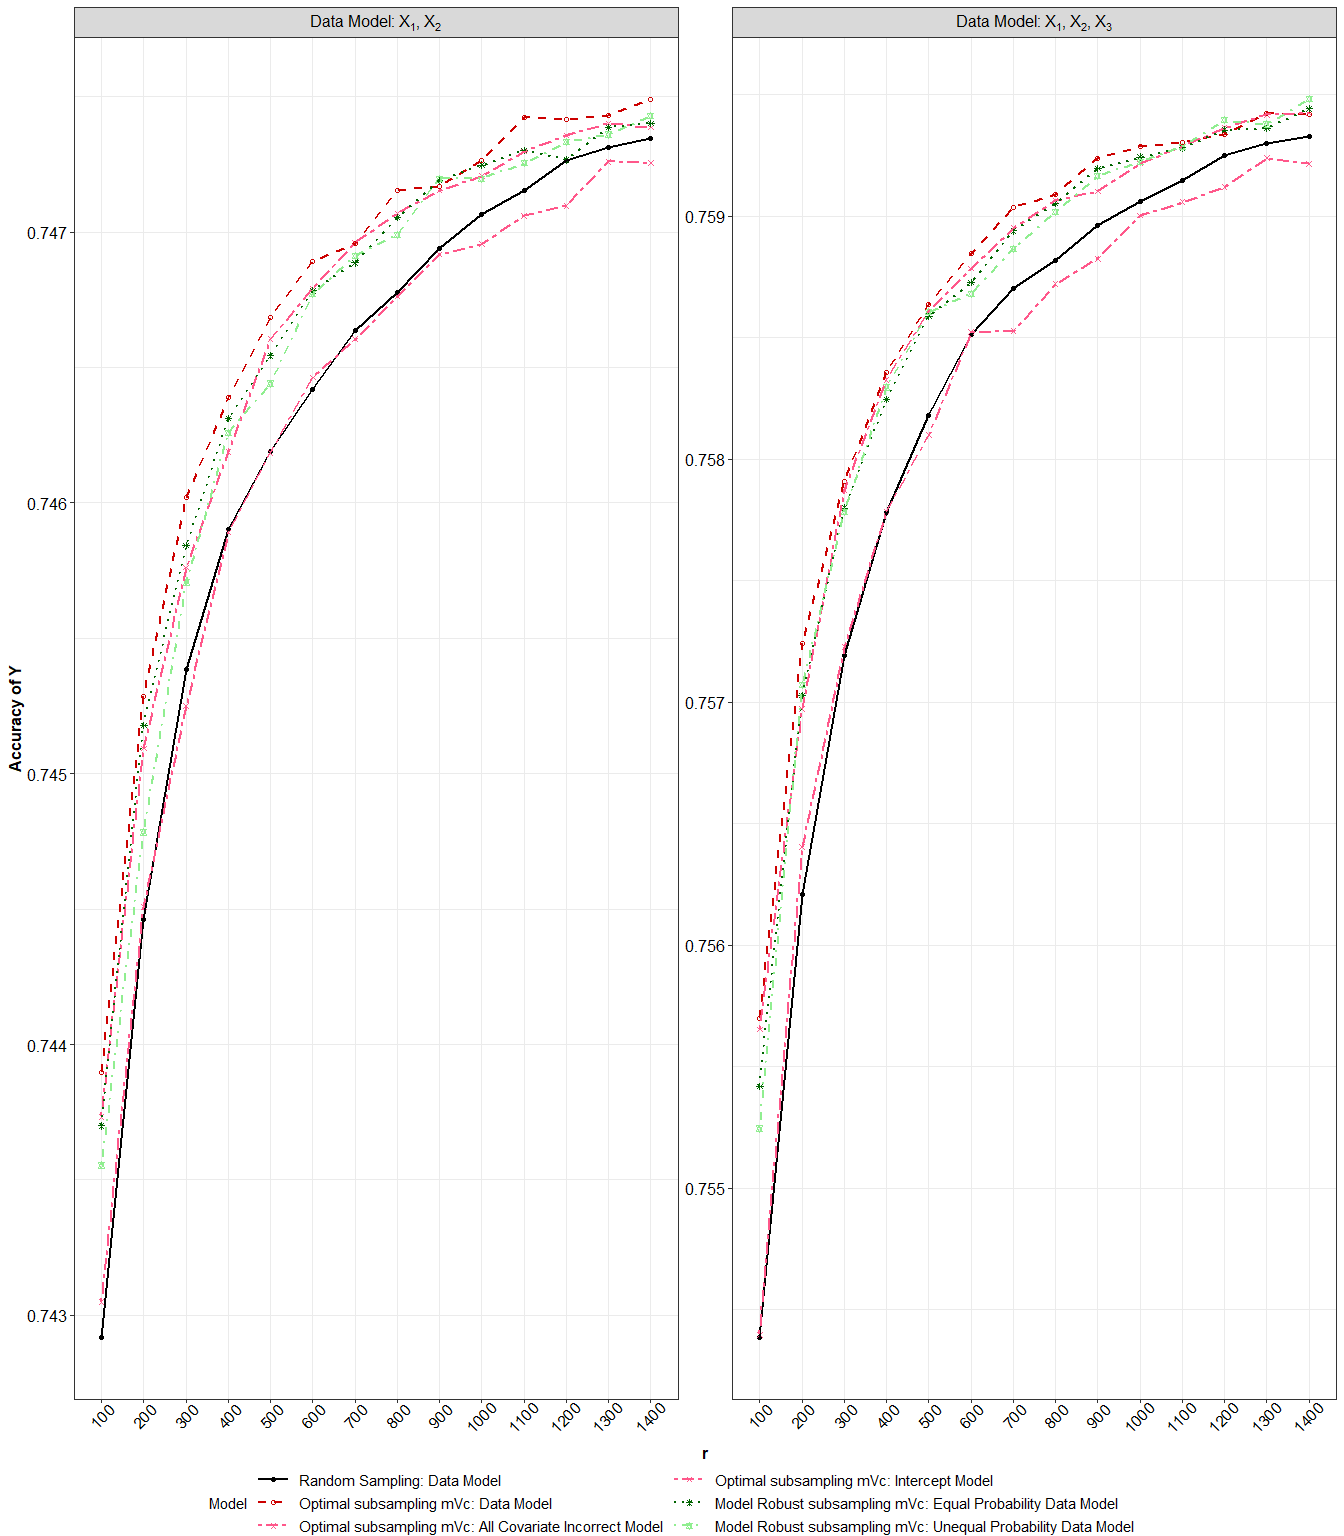 Data Model: X1, X2
Data Model: X1, X2, X3
Accuracy of Y
0.747
0.746
0.745
0.744
0.743
0.759
0.758
0.757
0.756
0.755
100 200 300 400 500 600 700 800 900 1000 1100 1200 1300 1400
100 200 300 400 500 600 700 800 900 1000 1100 1200 1300 1400
r
Model
Random Sampling: Data Model
Optimal subsampling mVc: Data Model
Optimal subsampling mVc: All Covariate Incorrect Model
Optimal subsampling mVc: Intercept Model
Model Robust subsampling mVc: Equal Probability Data Model
Model Robust subsampling mVc: Unequal Probability Data Model